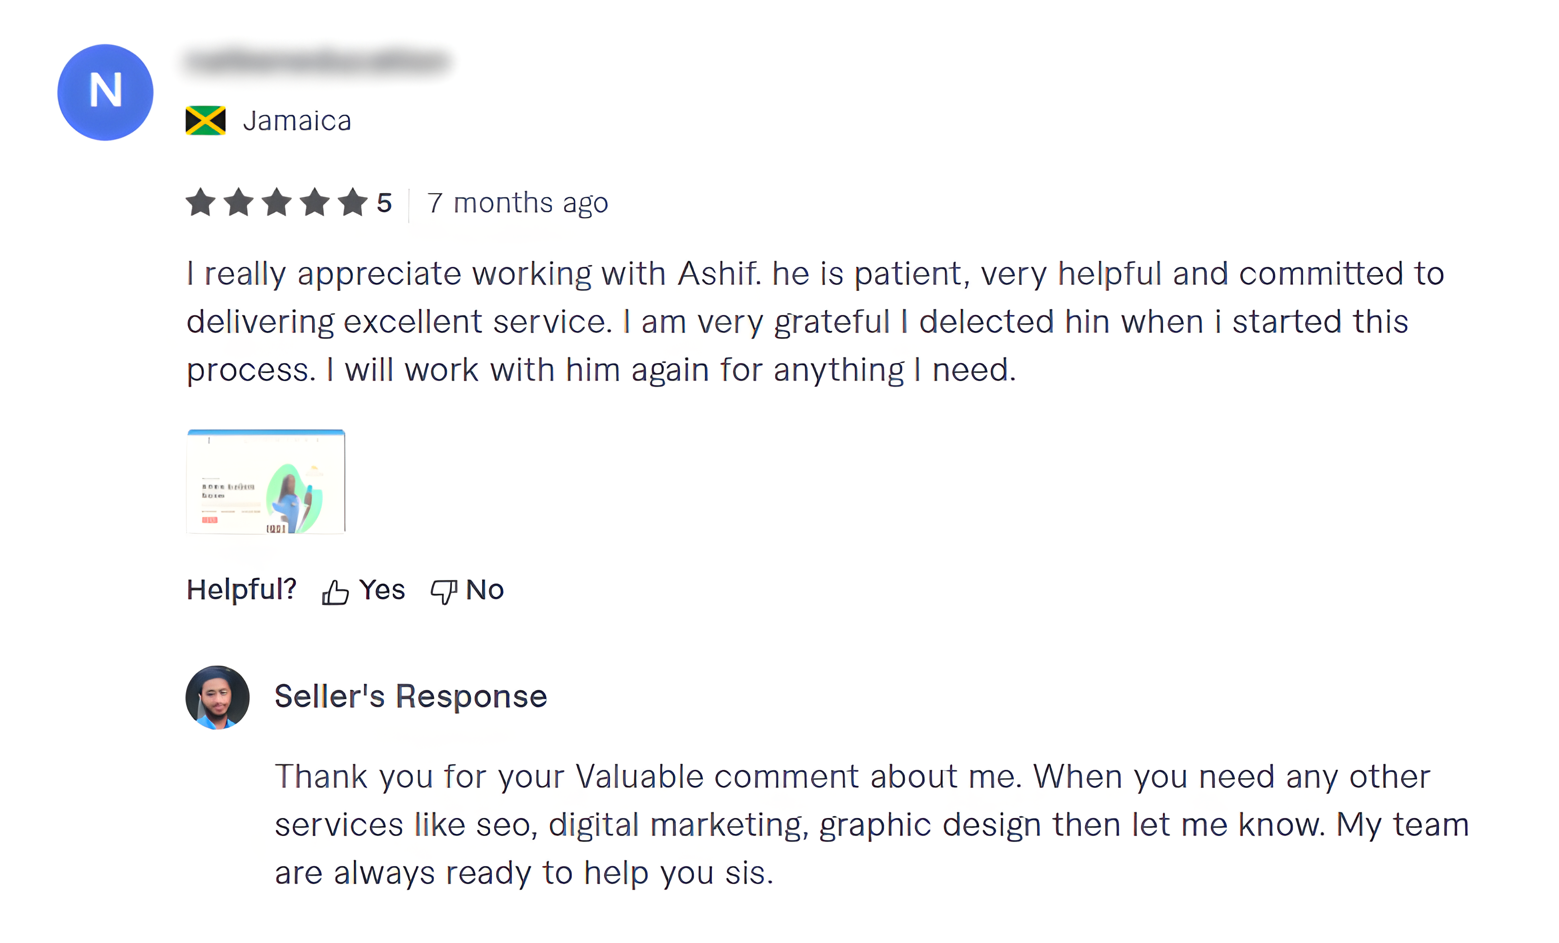 N
Jamaica
5 7 months ago
I really appreciate working with Ashif. he is patient, very helpful and committed to
delivering excellent service. I am very grateful I delected hin when i started this
process. I will work with him again for anything I need.
Helpful? Yes No
Seller's Response
Thank you for your Valuable comment about me. When you need any other
services like seo, digital marketing, graphic design then let me know. My team
are always ready to help you sis.